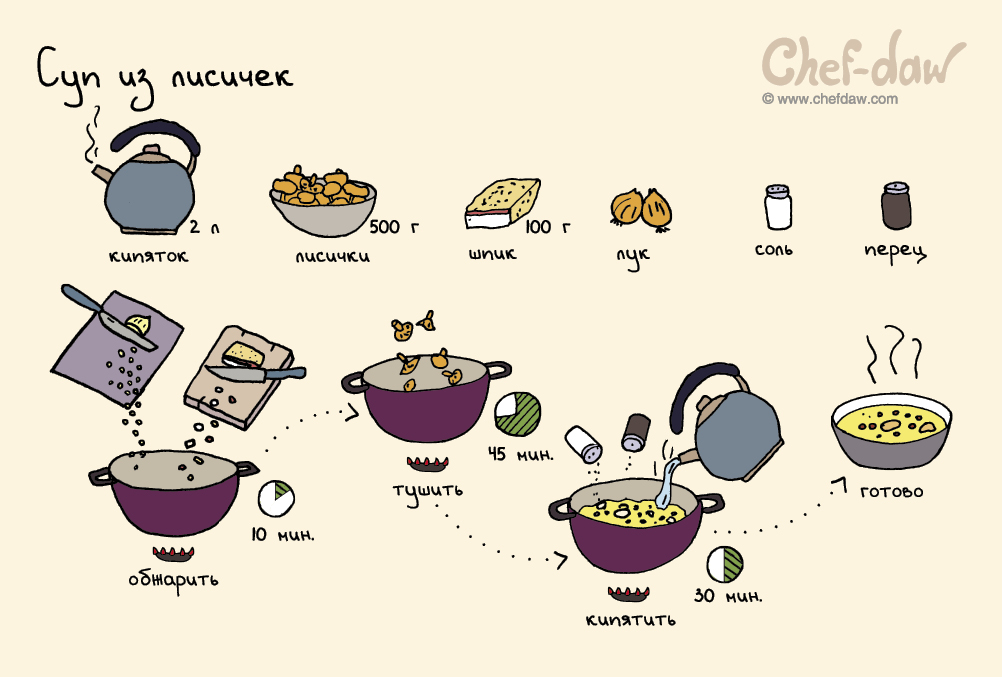 Суп из лисичек
Chef-daw
© www.chefdaw.com
2 л
500 г
100 г
кипяток
лисички
шпик
лук
соль
перец
10 мин.
обжарить
45 мин.
тушить
30 мин.
кипятить
готово